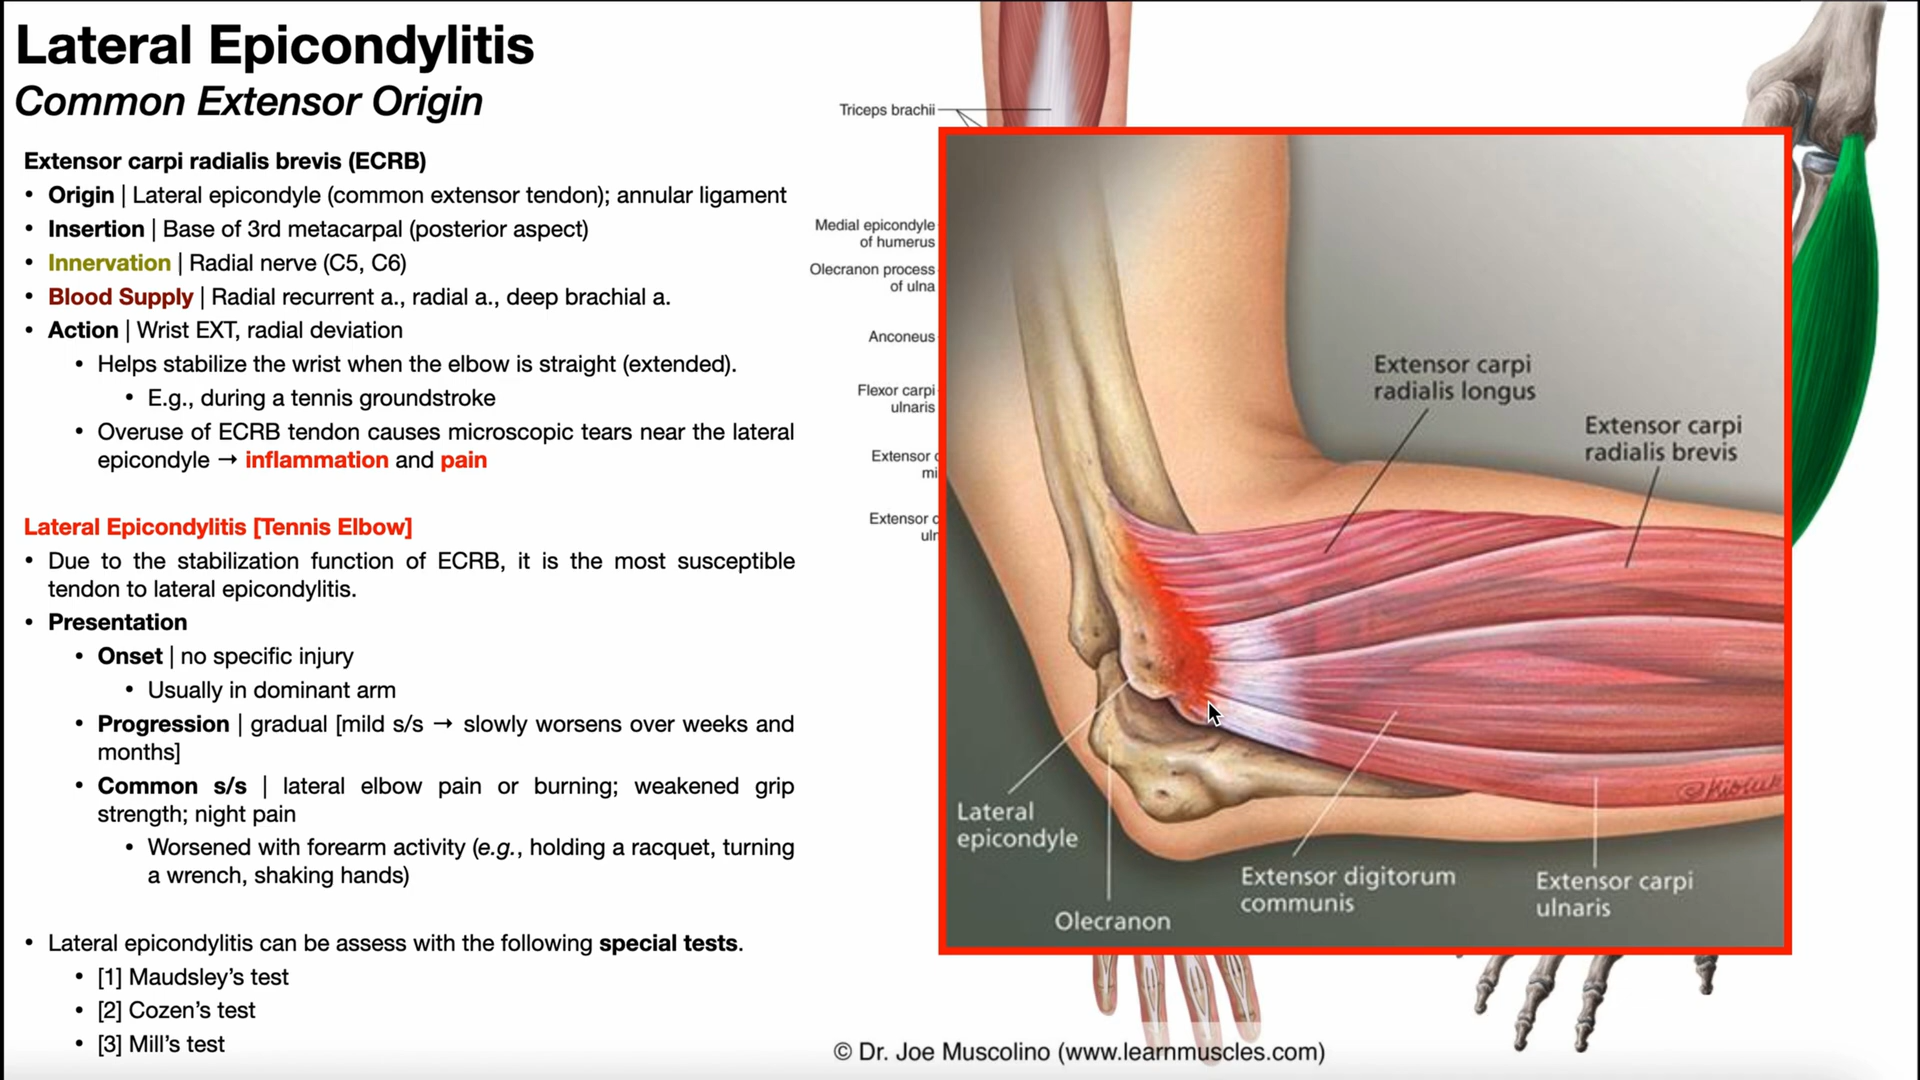 Lateral Epicondylitis
Common Extensor Origin
Extensor carpi radialis brevis (ECRB)
• Origin | Lateral epicondyle (common extensor tendon); annular ligament
• Insertion | Base of 3rd metacarpal (posterior aspect)
• Innervation | Radial nerve (C5, C6)
• Blood Supply | Radial recurrent a., radial a., deep brachial a.
• Action | Wrist EXT, radial deviation
• Helps stabilize the wrist when the elbow is straight (extended).
• E.g., during a tennis groundstroke
• Overuse of ECRB tendon causes microscopic tears near the lateral
epicondyle → inflammation and pain
Lateral Epicondylitis [Tennis Elbow]
• Due to the stabilization function of ECRB, it is the most susceptible
tendon to lateral epicondylitis.
• Presentation
• Onset | no specific injury
• Usually in dominant arm
• Progression | gradual [mild s/s → slowly worsens over weeks and
months]
• Common s/s | lateral elbow pain or burning; weakened grip
strength; night pain
• Worsened with forearm activity (e.g., holding a racquet, turning
a wrench, shaking hands)
• Lateral epicondylitis can be assess with the following special tests.
• [1] Maudsley's test
• [2] Cozen's test
• [3] Mill's test
Triceps brachii
Medial epicondyle
of humerus
Olecranon process
of ulna
Anconeus
Flexor carpi
ulnaris
Extensor
Extensor
Extensor carpi
radialis longus
Extensor carpi
radialis brevis
Lateral
epicondyle
Olecranon
Extensor digitorum
communis
Extensor carpi
ulnaris
© Dr. Joe Muscolino (www.learnmuscles.com)